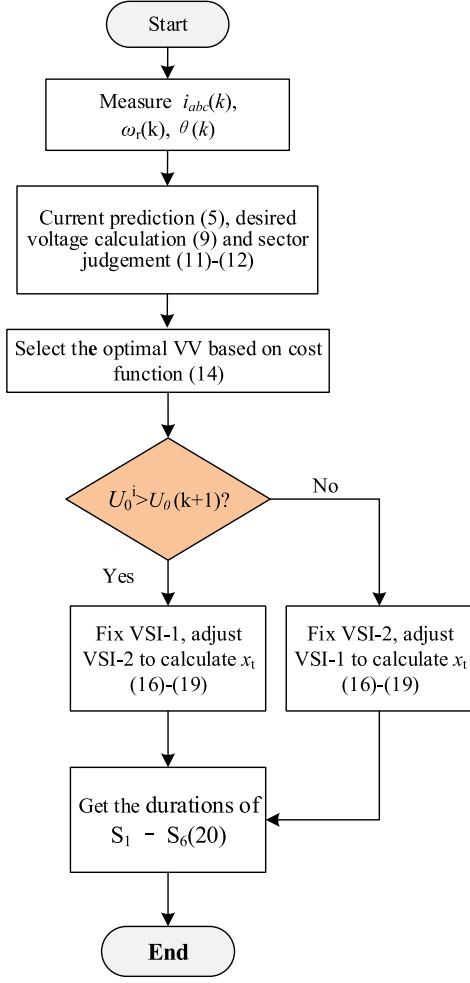 Start
Measure i_abc(k),
ω_r(k), θ(k)
Current prediction (5), desired
voltage calculation (9) and sector
judgement (11)-(12)
Select the optimal VV based on cost
function (14)
U_0^i>U_0(k+1)?
No
Yes
Fix VSI-1, adjust
VSI-2 to calculate x_t
(16)-(19)
Fix VSI-2, adjust
VSI-1 to calculate x_t
(16)-(19)
Get the durations of
S_1 - S_6(20)
End